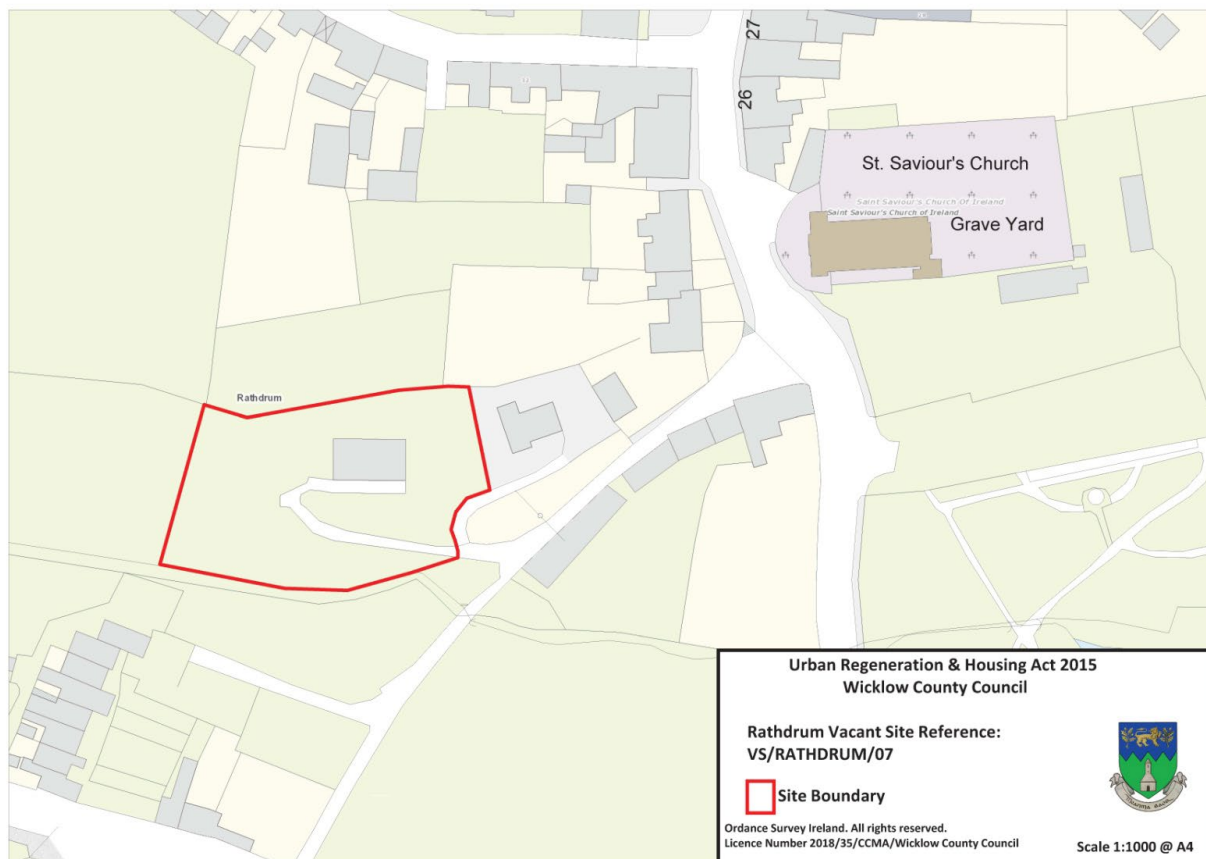 27
26
St. Saviour's Church
Saint Saviour's Church Of Ireland
Saint Saviour's Church of Ireland
Grave Yard
Rathdrum
Urban Regeneration & Housing Act 2015
Wicklow County Council
Rathdrum Vacant Site Reference:
VS/RATHDRUM/07
Site Boundary
Ordance Survey Ireland. All rights reserved.
Licence Number 2018/35/CCMA/Wicklow County Council
Scale 1:1000 @ A4